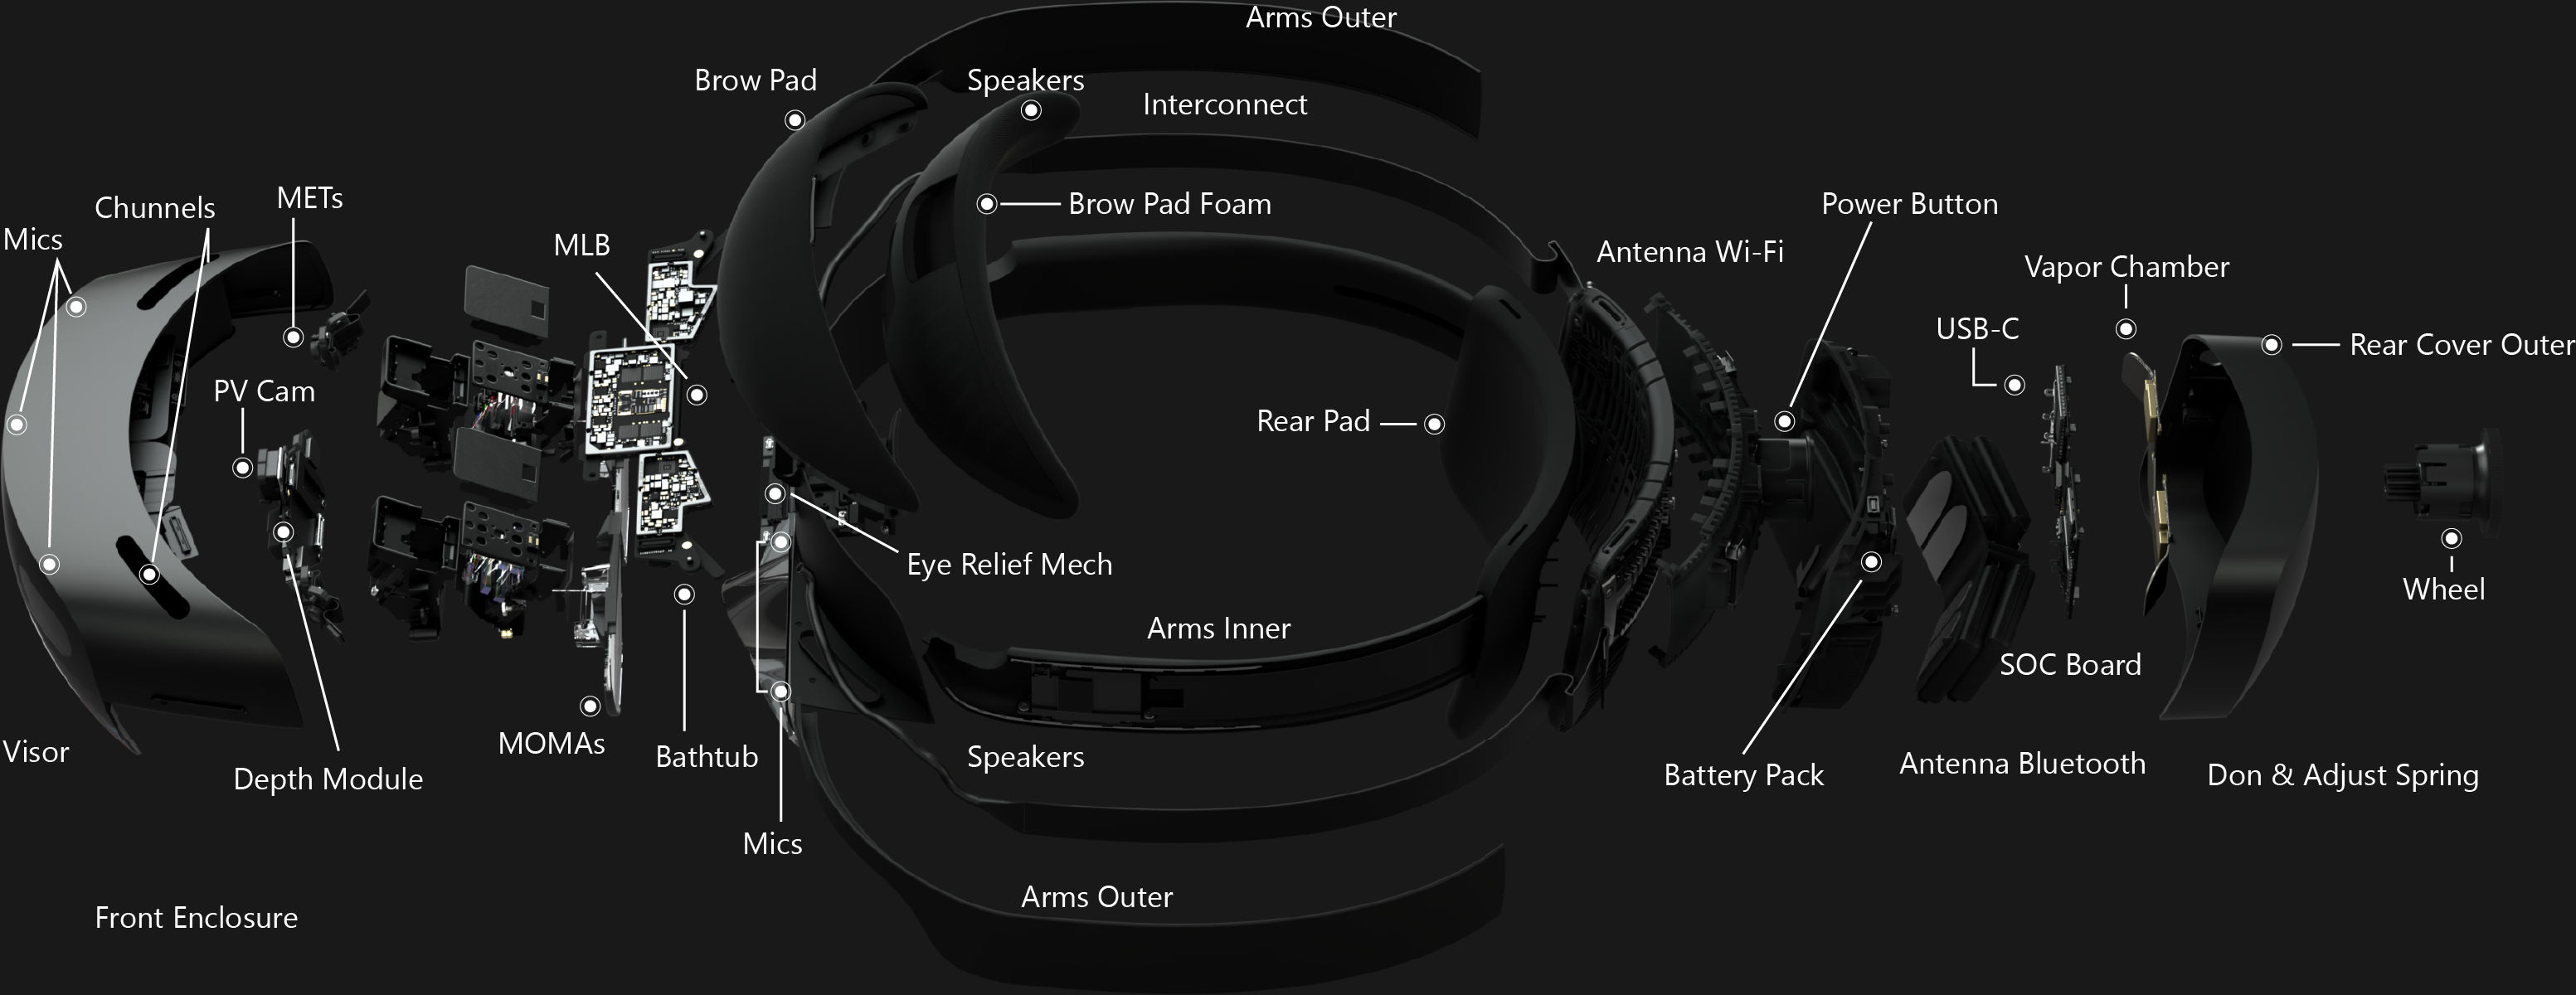 Arms Outer
Brow Pad
Speakers
Interconnect
METs
Chunnels
Brow Pad Foam
Power Button
Mics
MLB
Antenna Wi-Fi
Vapor Chamber
USB-C
Rear Cover Outer
PV Cam
Rear Pad
Eye Relief Mech
Wheel
Arms Inner
SOC Board
Visor
MOMAs
Bathtub
Speakers
Depth Module
Battery Pack
Antenna Bluetooth
Don & Adjust Spring
Mics
Arms Outer
Front Enclosure